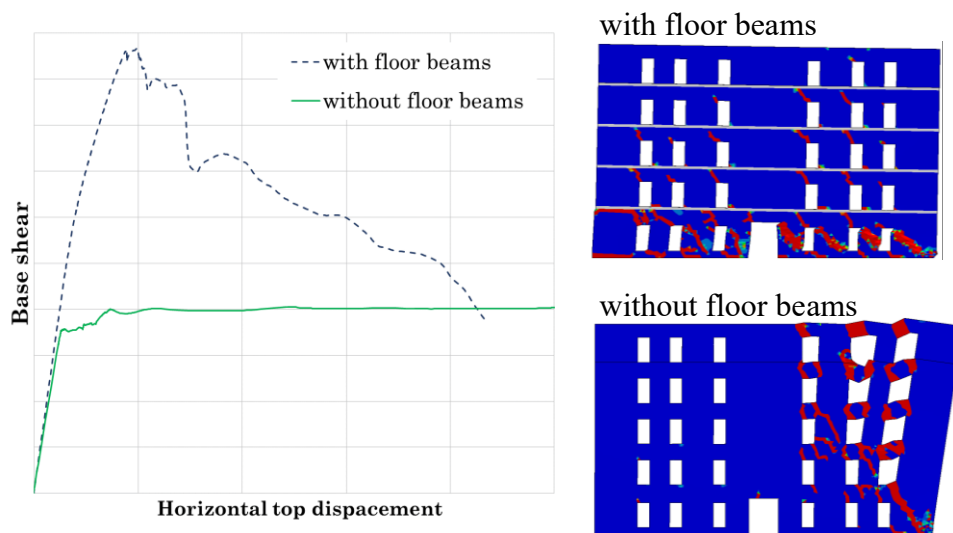 with floor beams
without floor beams
Base shear
Horizontal top dispacement
with floor beams
without floor beams